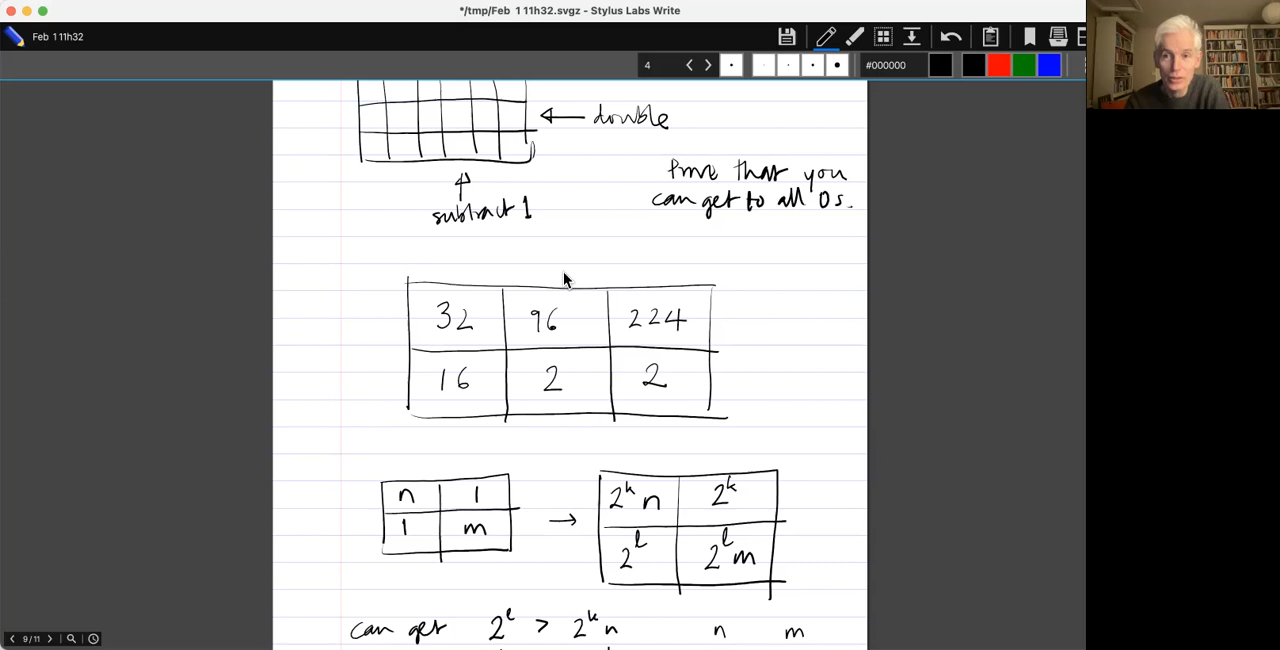 */tmp/Feb 1 11h32.svgz - Stylus Labs Write
Feb 1 11h32
4
#000000
double
subtract 1
Prove that you
can get to all 0s.
32 96 224
16 2 2
n 1
1 m
→
2^k n 2^k
2^l 2^l m
can get 2^l > 2^k n n m
9/11